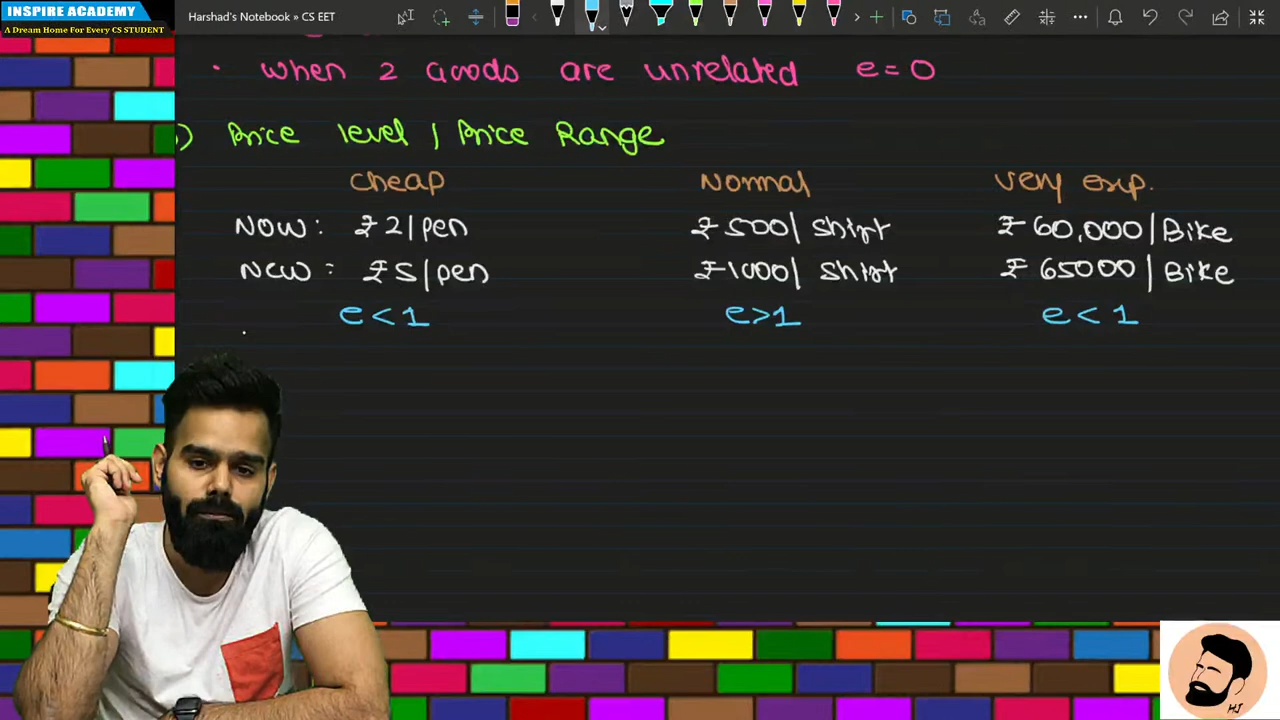 INSPIRE ACADEMY
A Dream Home For Every CS STUDENT
Harshad's Notebook » CS EET
· when 2 Goods are unrelated e=0
) Price level | Price Range
cheap Normal very exp.
Now: ₹2|pen ₹500| shirt ₹60,000|Bike
New: ₹5|pen ₹1000| shirt ₹65000|Bike
e<1 e>1 e<1
HJ